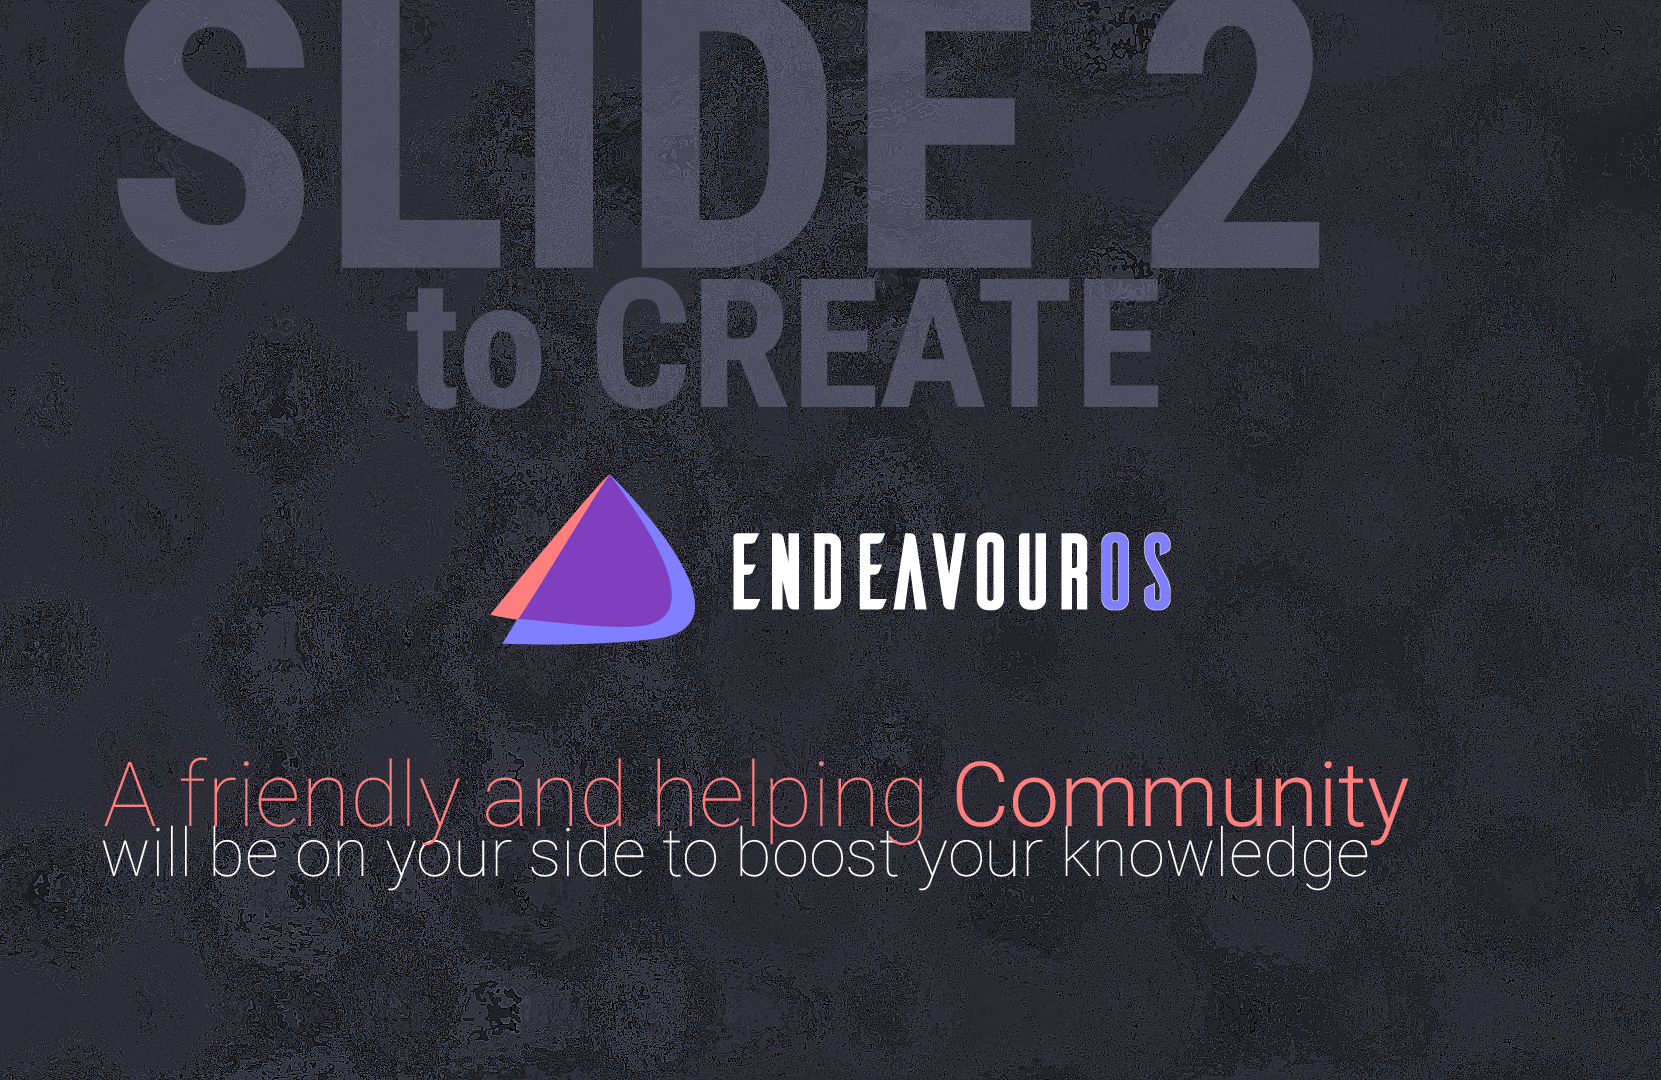 SLIDE 2
to CREATE
ENDEAVOUROS
A friendly and helping Community
will be on your side to boost your knowledge